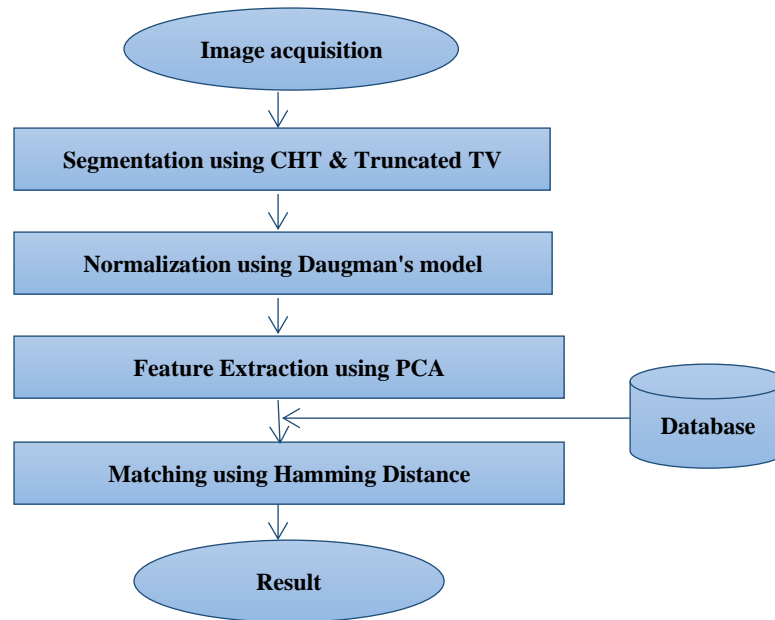 Image acquisition
Segmentation using CHT & Truncated TV
Normalization using Daugman's model
Feature Extraction using PCA
Database
Matching using Hamming Distance
Result